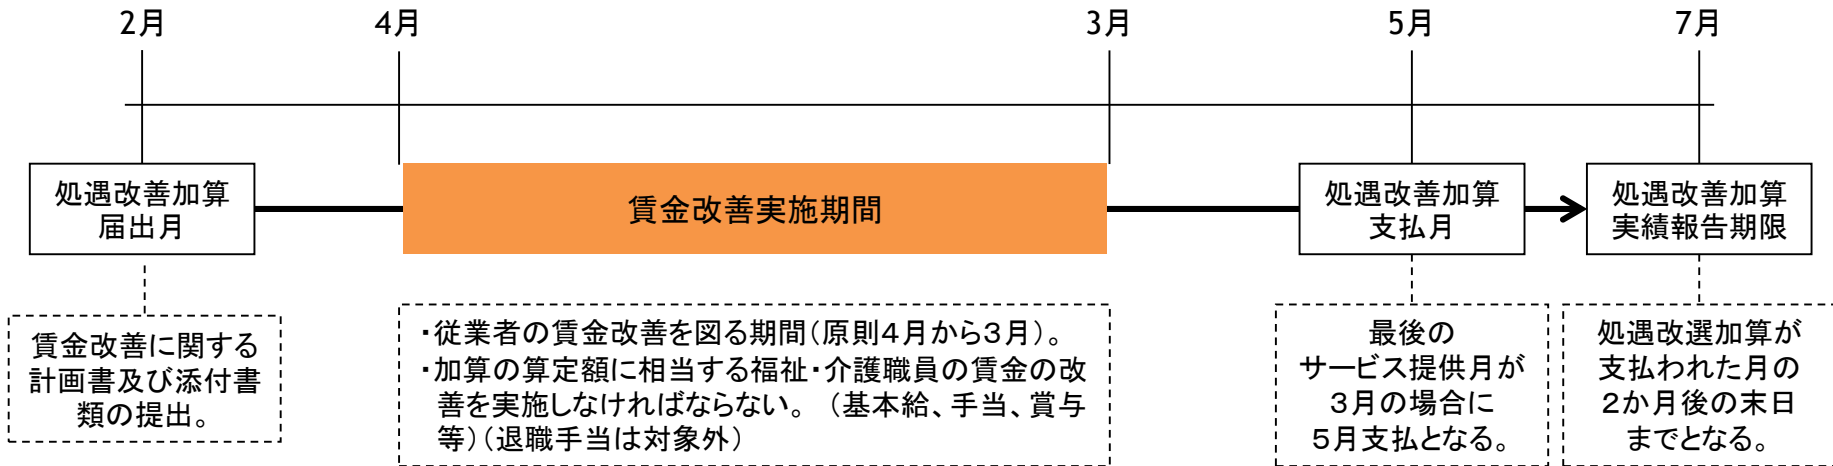 2月
4月
3月
5月
7月
処遇改善加算
届出月
賃金改善実施期間
処遇改善加算
支払月
処遇改善加算
実績報告期限
賃金改善に関する
計画書及び添付書
類の提出。
・従業者の賃金改善を図る期間（原則４月から３月）。
・加算の算定額に相当する福祉・介護職員の賃金の改
善を実施しなければならない。（基本給、手当、賞与
等）（退職手当は対象外）
最後の
サービス提供月が
３月の場合に
５月支払となる。
処遇改選加算が
支払われた月の
２か月後の末日
までとなる。